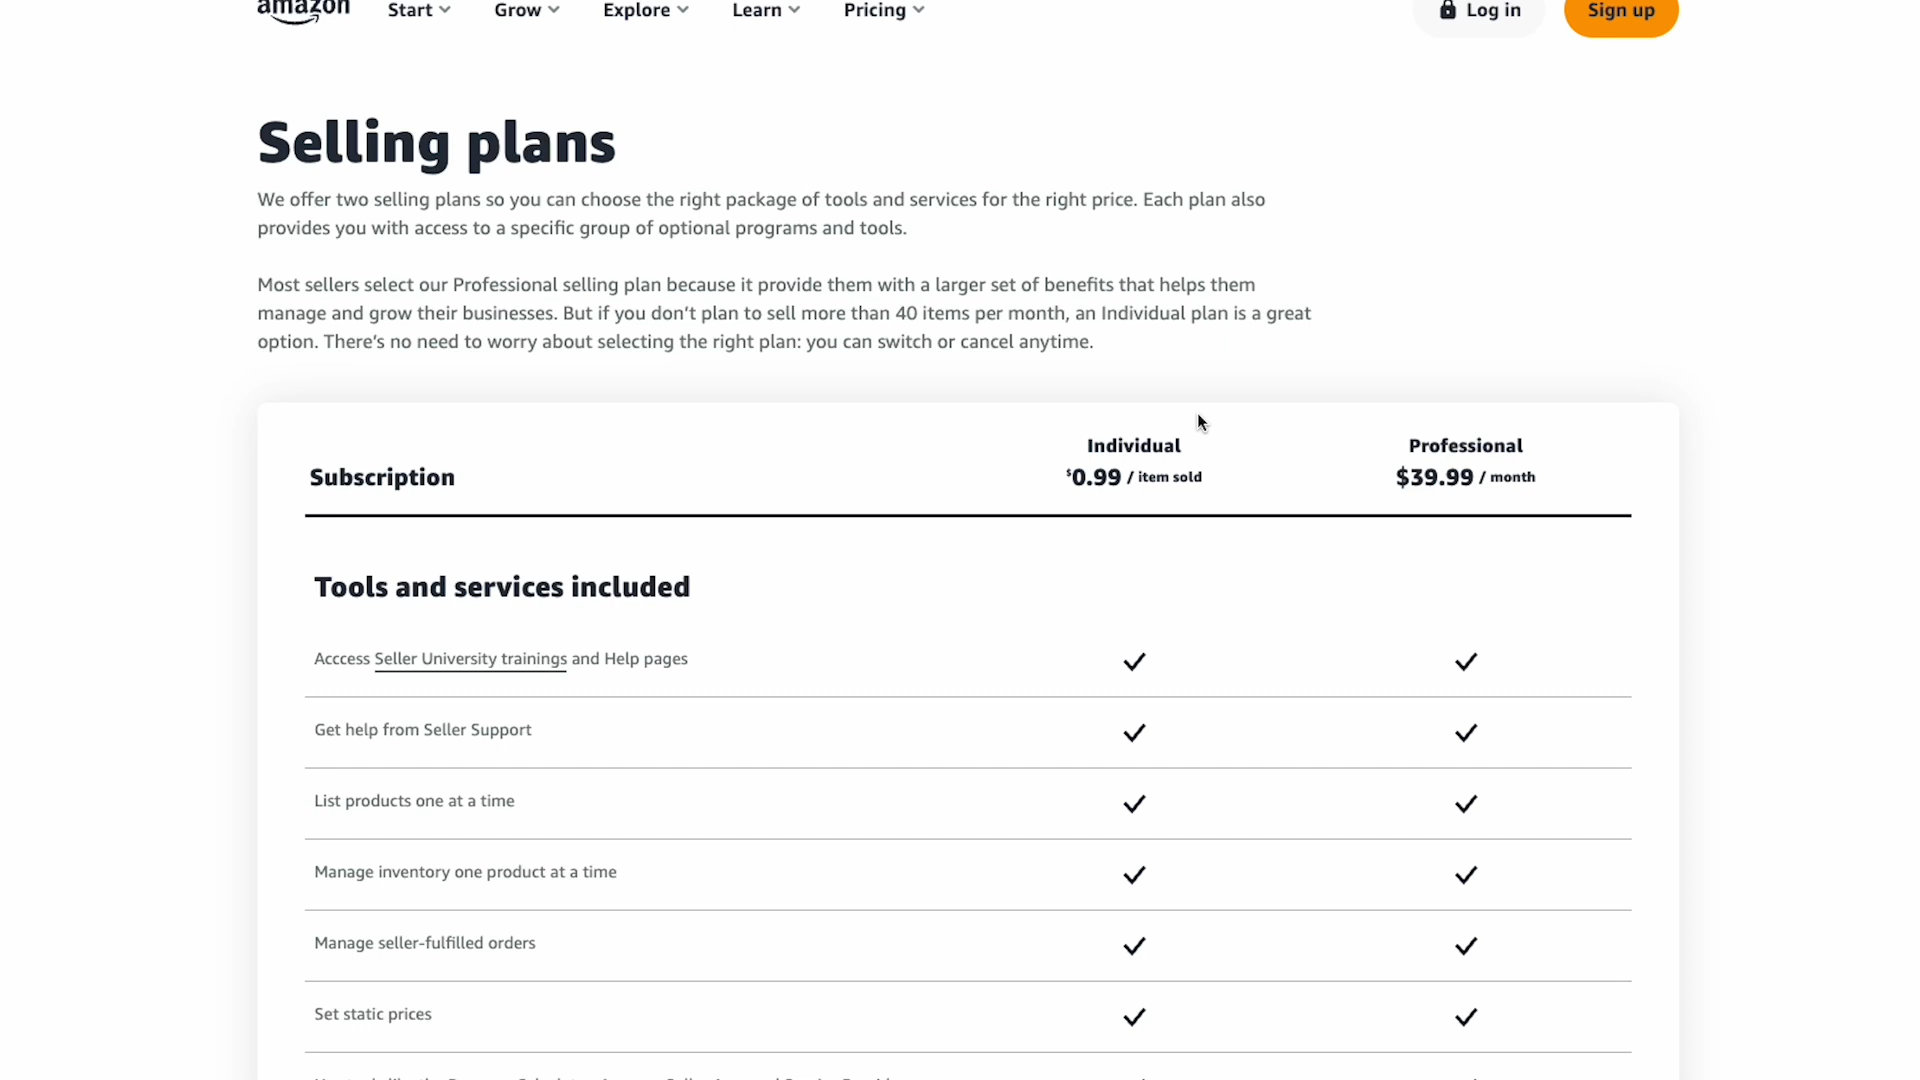 amazon
Start
Grow
Explore
Learn
Pricing
Log in
Sign up
Selling plans
We offer two selling plans so you can choose the right package of tools and services for the right price. Each plan also
provides you with access to a specific group of optional programs and tools.
Most sellers select our Professional selling plan because it provide them with a larger set of benefits that helps them
manage and grow their businesses. But if you don’t plan to sell more than 40 items per month, an Individual plan is a great
option. There’s no need to worry about selecting the right plan: you can switch or cancel anytime.
Individual
Professional
Subscription
$0.99 / item sold
$39.99 / month
Tools and services included
Acccess Seller University trainings and Help pages
Get help from Seller Support
List products one at a time
Manage inventory one product at a time
Manage seller-fulfilled orders
Set static prices